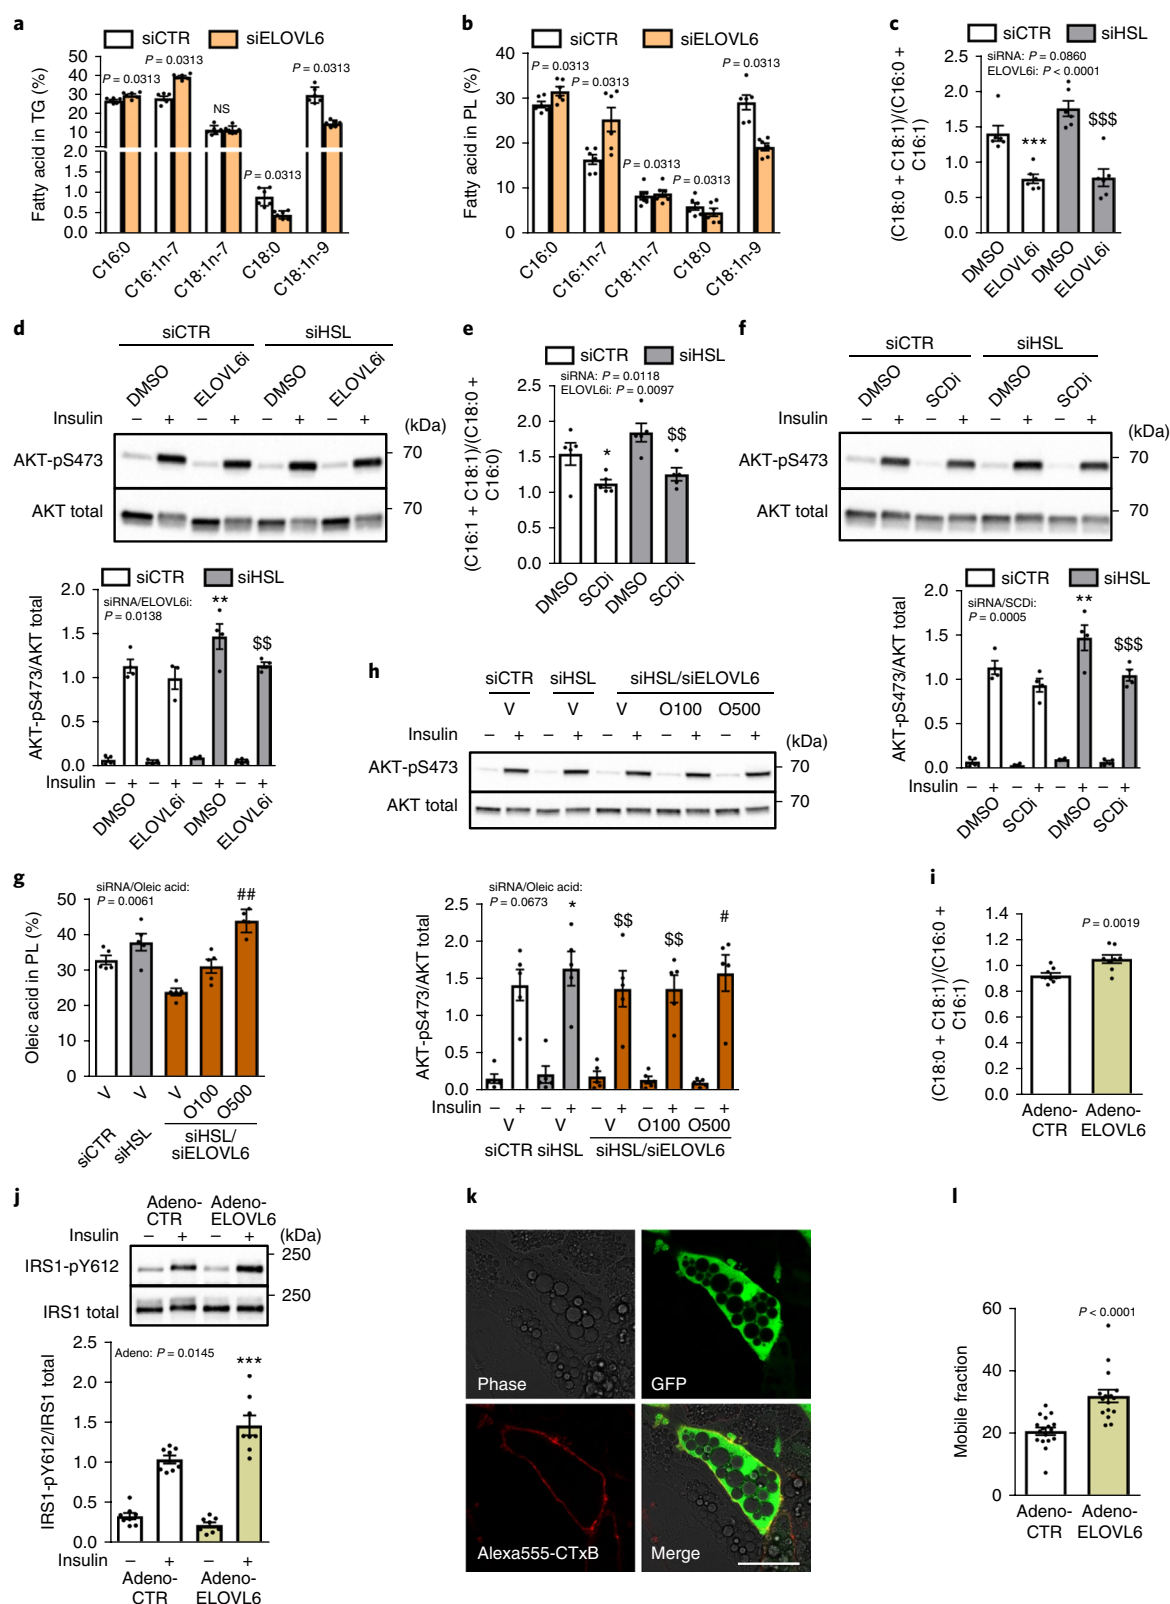 a
siCTR siELOVL6
Fatty acid in TG (%)
50
40
30
20
10
2.0
1.5
1.0
0.5
0.0
P = 0.0313
P = 0.0313
NS
P = 0.0313
P = 0.0313
C16:0
C16:1n-7
C18:1n-7
C18:0
C18:1n-9
b
siCTR siELOVL6
Fatty acid in PL (%)
40
30
20
10
0
P = 0.0313
P = 0.0313
P = 0.0313
P = 0.0313
P = 0.0313
C16:0
C16:1n-7
C18:1n-7
C18:0
C18:1n-9
c
siCTR siHSL
(C18:0 + C18:1)/(C16:0 +
C16:1)
2.5
2.0
1.5
1.0
0.5
0.0
siRNA: P = 0.0860
ELOVL6i: P < 0.0001
***
$$$
DMSO
ELOVL6i
DMSO
ELOVL6i
d
siCTR siHSL
DMSO ELOVL6i DMSO ELOVL6i
Insulin – + – + – + – +
(kDa)
AKT-pS473
70
AKT total
70
siCTR siHSL
AKT-pS473/AKT total
2.0
1.5
1.0
0.5
0.0
siRNA/ELOVL6i:
P = 0.0138
**
$$
Insulin – + – + – + – +
DMSO
ELOVL6i
DMSO
ELOVL6i
e
siCTR siHSL
(C16:1 + C18:1)/(C18:0 +
C16:0)
2.5
2.0
1.5
1.0
0.5
0.0
siRNA: P = 0.0118
ELOVL6i: P = 0.0097
*
$$
DMSO
SCDi
DMSO
SCDi
f
siCTR siHSL
DMSO SCDi DMSO SCDi
Insulin – + – + – + – +
(kDa)
AKT-pS473
70
AKT total
70
siCTR siHSL
AKT-pS473/AKT total
2.0
1.5
1.0
0.5
0.0
siRNA/SCDi:
P = 0.0005
**
$$$
Insulin – + – + – + – +
DMSO
SCDi
DMSO
SCDi
g
Oleic acid in PL (%)
50
40
30
20
10
0
siRNA/Oleic acid:
P = 0.0061
##
V V V O100 O500
siCTR
siHSL
siHSL/
siELOVL6
h
siCTR siHSL siHSL/siELOVL6
V V V O100 O500
Insulin – + – + – + – + – +
(kDa)
AKT-pS473
70
AKT total
70
AKT-pS473/AKT total
2.5
2.0
1.5
1.0
0.5
0.0
siRNA/Oleic acid:
P = 0.0673
*
$$
$$
#
Insulin – + – + – + – + – +
V V V O100 O500
siCTR siHSL siHSL/siELOVL6
i
(C18:0 + C18:1)/(C16:0 +
C16:1)
1.4
1.2
1.0
0.8
0.6
0.4
0.2
0.0
P = 0.0019
Adeno-
CTR
Adeno-
ELOVL6
j
Adeno-
CTR
Adeno-
ELOVL6
Insulin – + – +
(kDa)
IRS1-pY612
250
IRS1 total
250
IRS1-pY612/IRS1 total
2.5
2.0
1.5
1.0
0.5
0.0
Adeno: P = 0.0145
***
Insulin – + – +
Adeno-
CTR
Adeno-
ELOVL6
k
Phase
GFP
Alexa555-CTxB
Merge
l
Mobile fraction
60
40
20
0
P < 0.0001
Adeno-
CTR
Adeno-
ELOVL6